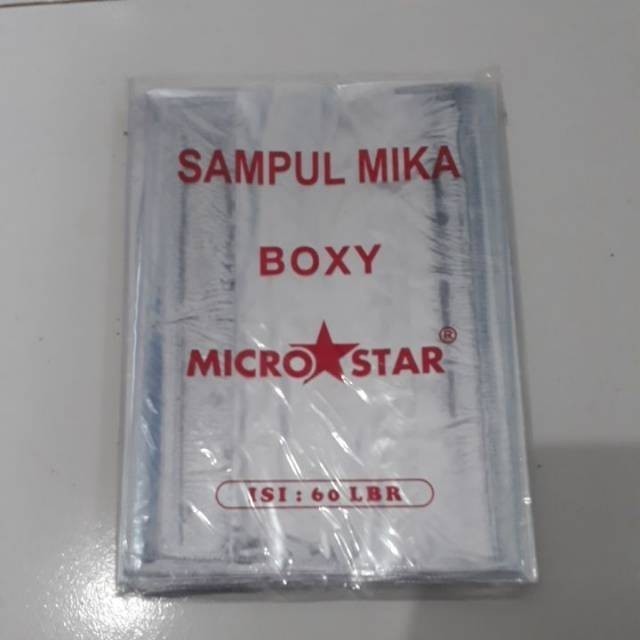 SAMPUL MIKA
BOXY
MICRO★STAR®
ISI : 60 LBR